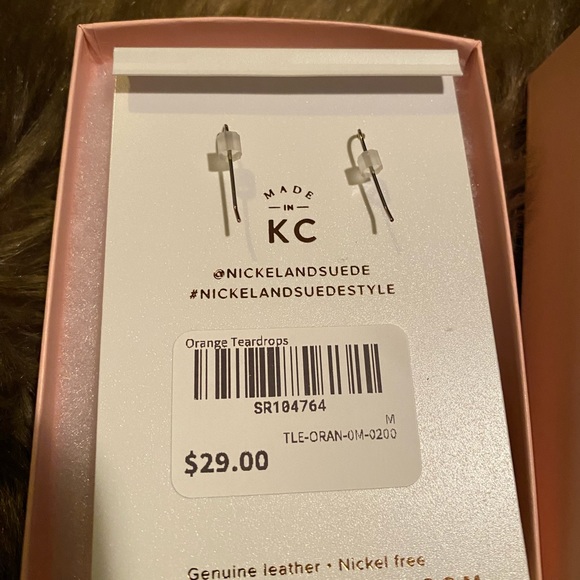 MADE
IN
KC
@NICKELANDSUEDE
#NICKELANDSUEDESTYLE
Orange Teardrops
SR104764
M
TLE-ORAN-0M-0200
$29.00
Genuine leather • Nickel free